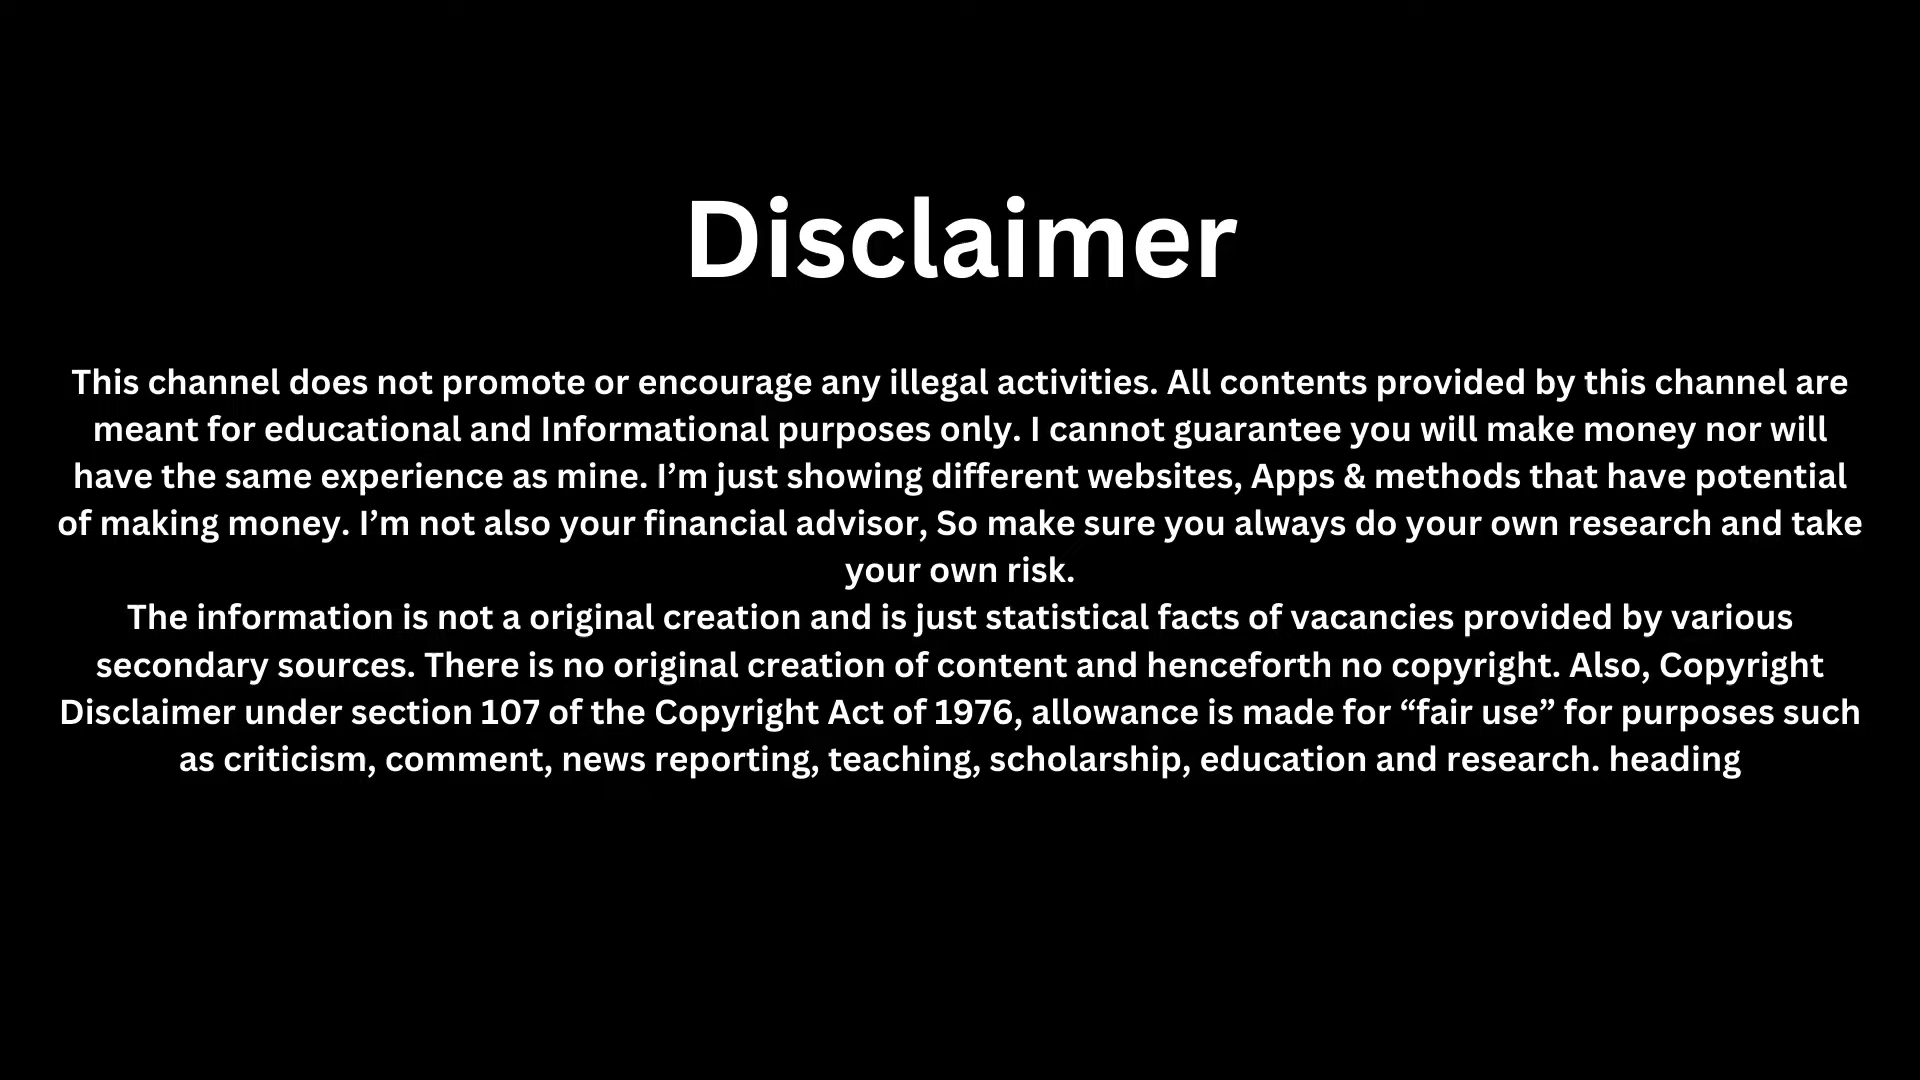 Disclaimer
This channel does not promote or encourage any illegal activities. All contents provided by this channel are
meant for educational and Informational purposes only. I cannot guarantee you will make money nor will
have the same experience as mine. I’m just showing different websites, Apps & methods that have potential
of making money. I’m not also your financial advisor, So make sure you always do your own research and take
your own risk.
The information is not a original creation and is just statistical facts of vacancies provided by various
secondary sources. There is no original creation of content and henceforth no copyright. Also, Copyright
Disclaimer under section 107 of the Copyright Act of 1976, allowance is made for “fair use” for purposes such
as criticism, comment, news reporting, teaching, scholarship, education and research. heading